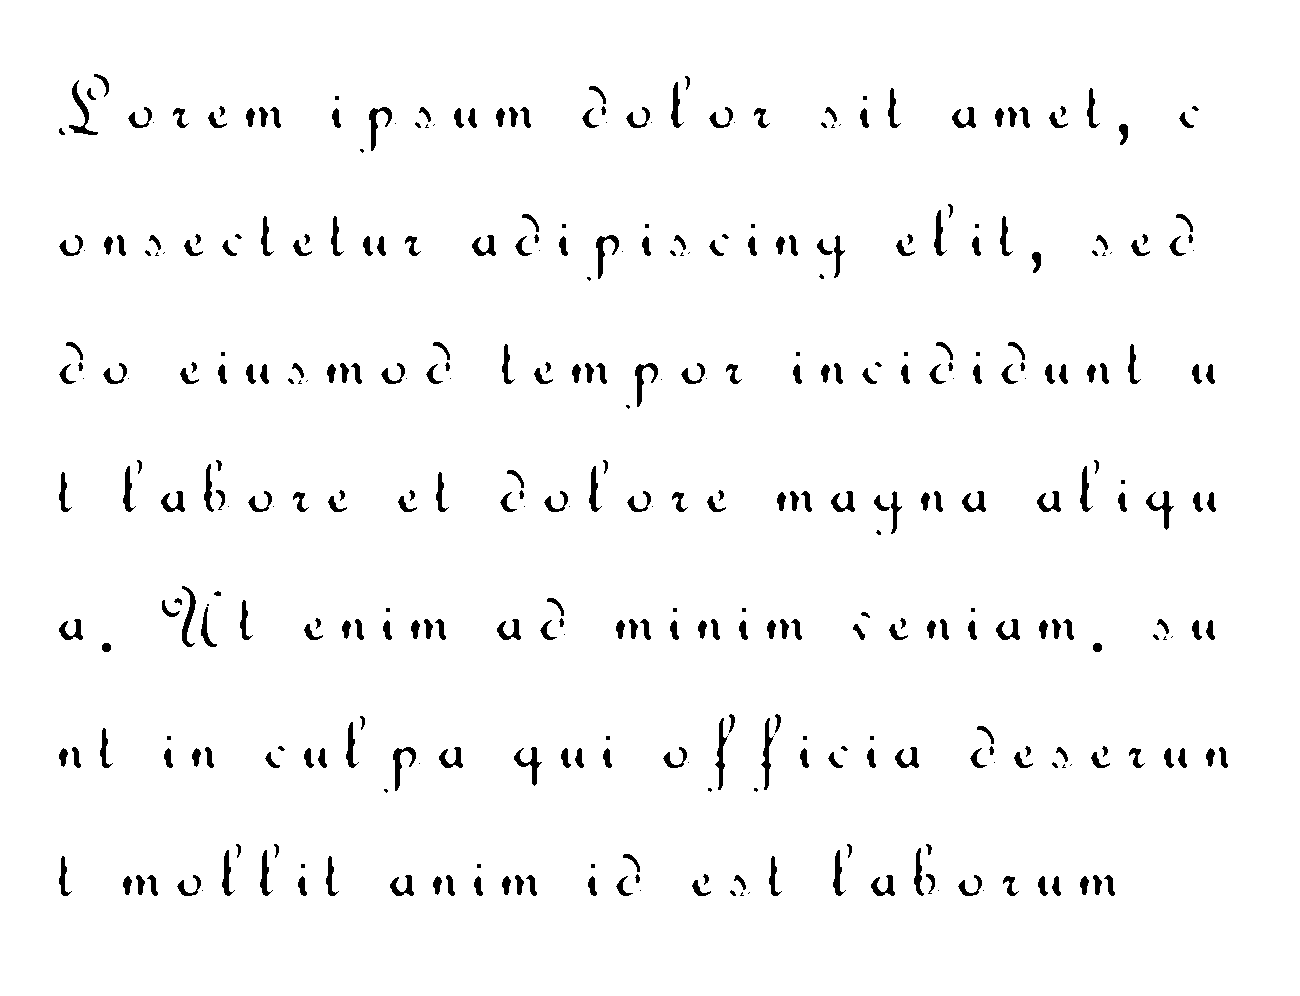 Lorem ipsum dolor sit amet, c
onsectetur adipiscing elit, sed
do eiusmod tempor incididunt u
t labore et dolore magna aliqu
a. Ut enim ad minim veniam. su
nt in culpa qui officia deserun
t mollit anim id est laborum